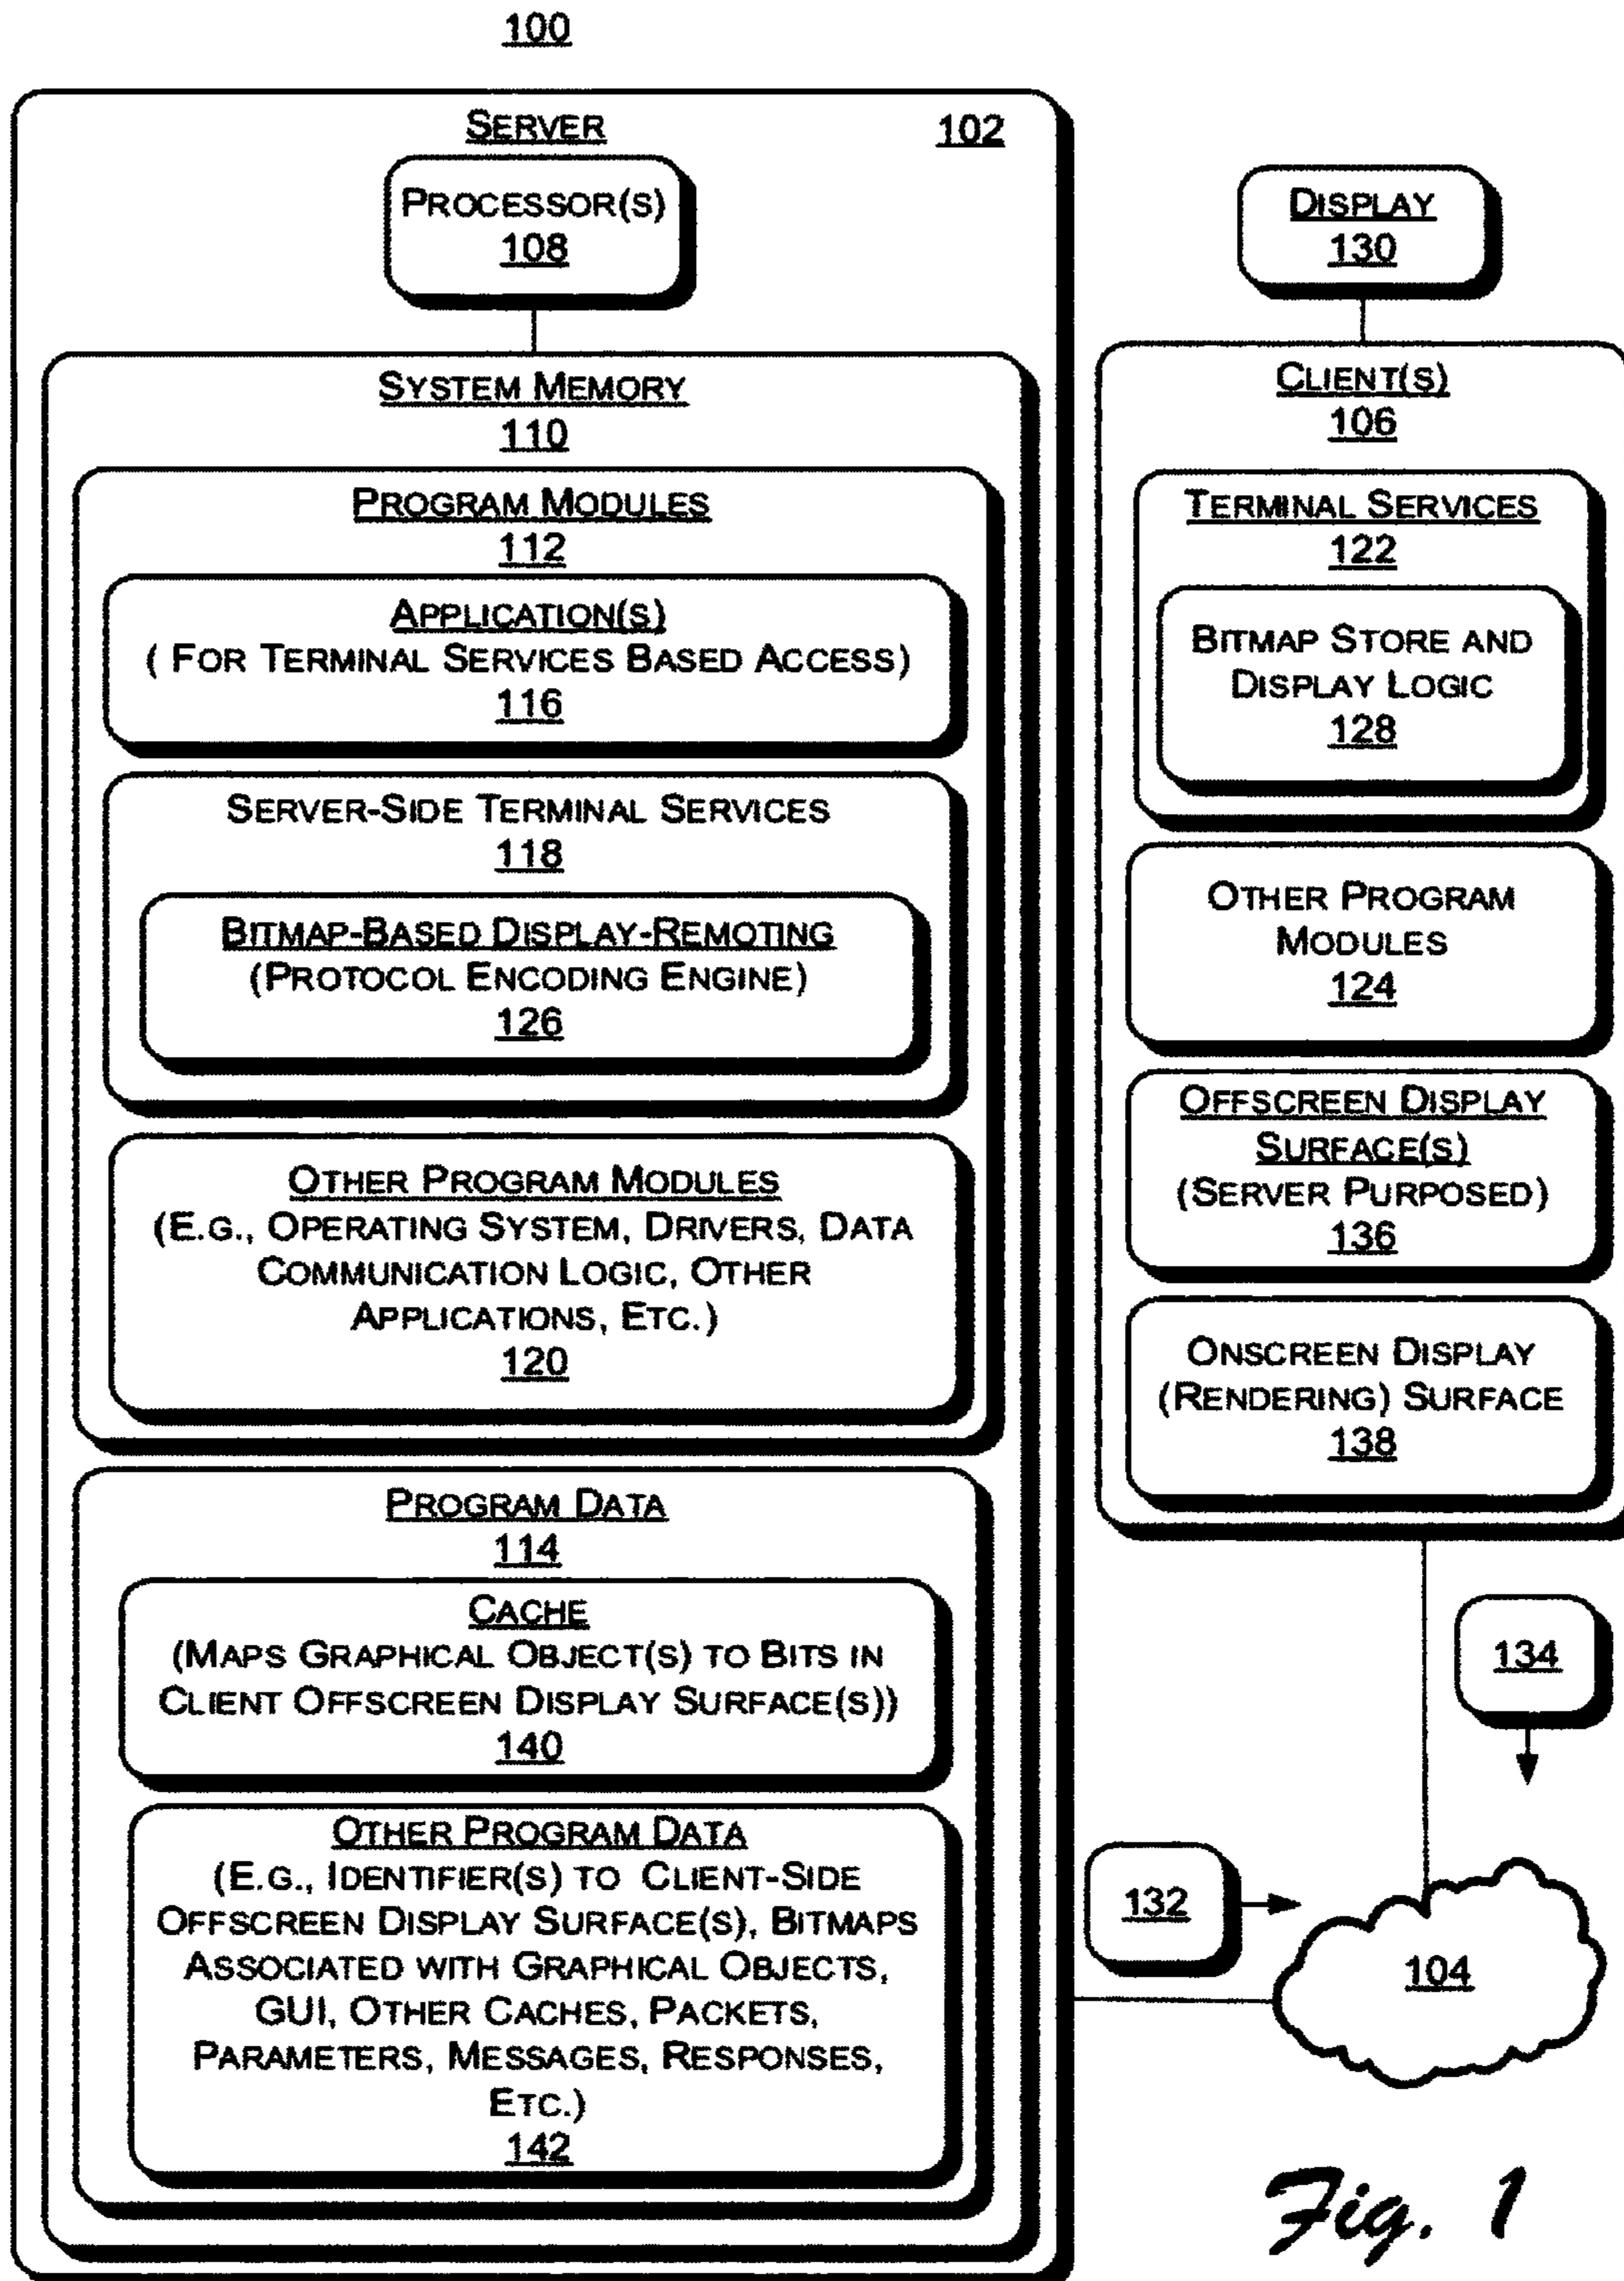 100
SERVER
102
PROCESSOR(S)
108
SYSTEM MEMORY
110
PROGRAM MODULES
112
APPLICATION(S)
( FOR TERMINAL SERVICES BASED ACCESS)
116
SERVER-SIDE TERMINAL SERVICES
118
BITMAP-BASED DISPLAY-REMOTING
(PROTOCOL ENCODING ENGINE)
126
OTHER PROGRAM MODULES
(E.G., OPERATING SYSTEM, DRIVERS, DATA
COMMUNICATION LOGIC, OTHER
APPLICATIONS, ETC.)
120
PROGRAM DATA
114
CACHE
(MAPS GRAPHICAL OBJECT(S) TO BITS IN
CLIENT OFFSCREEN DISPLAY SURFACE(S))
140
OTHER PROGRAM DATA
(E.G., IDENTIFIER(S) TO CLIENT-SIDE
OFFSCREEN DISPLAY SURFACE(S), BITMAPS
ASSOCIATED WITH GRAPHICAL OBJECTS,
GUI, OTHER CACHES, PACKETS,
PARAMETERS, MESSAGES, RESPONSES,
ETC.)
142
DISPLAY
130
CLIENT(S)
106
TERMINAL SERVICES
122
BITMAP STORE AND
DISPLAY LOGIC
128
OTHER PROGRAM
MODULES
124
OFFSCREEN DISPLAY
SURFACE(S)
(SERVER PURPOSED)
136
ONSCREEN DISPLAY
(RENDERING) SURFACE
138
134
132
104
Fig. 1